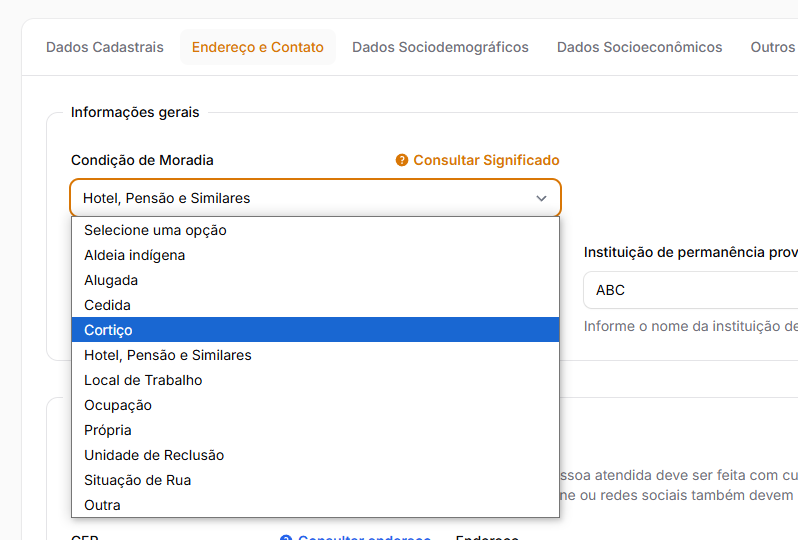 Dados Cadastrais Endereço e Contato Dados Sociodemográficos Dados Socioeconômicos Outros
Informações gerais
Condição de Moradia Consultar Significado
Hotel, Pensão e Similares
Selecione uma opção
Aldeia indígena
Alugada
Cedida
Cortiço
Hotel, Pensão e Similares
Local de Trabalho
Ocupação
Própria
Unidade de Reclusão
Situação de Rua
Outra
Instituição de permanência prov
ABC
Informe o nome da instituição de
ssoa atendida deve ser feita com cu
ne ou redes sociais também devem
CEP Consultar endereço Endereço